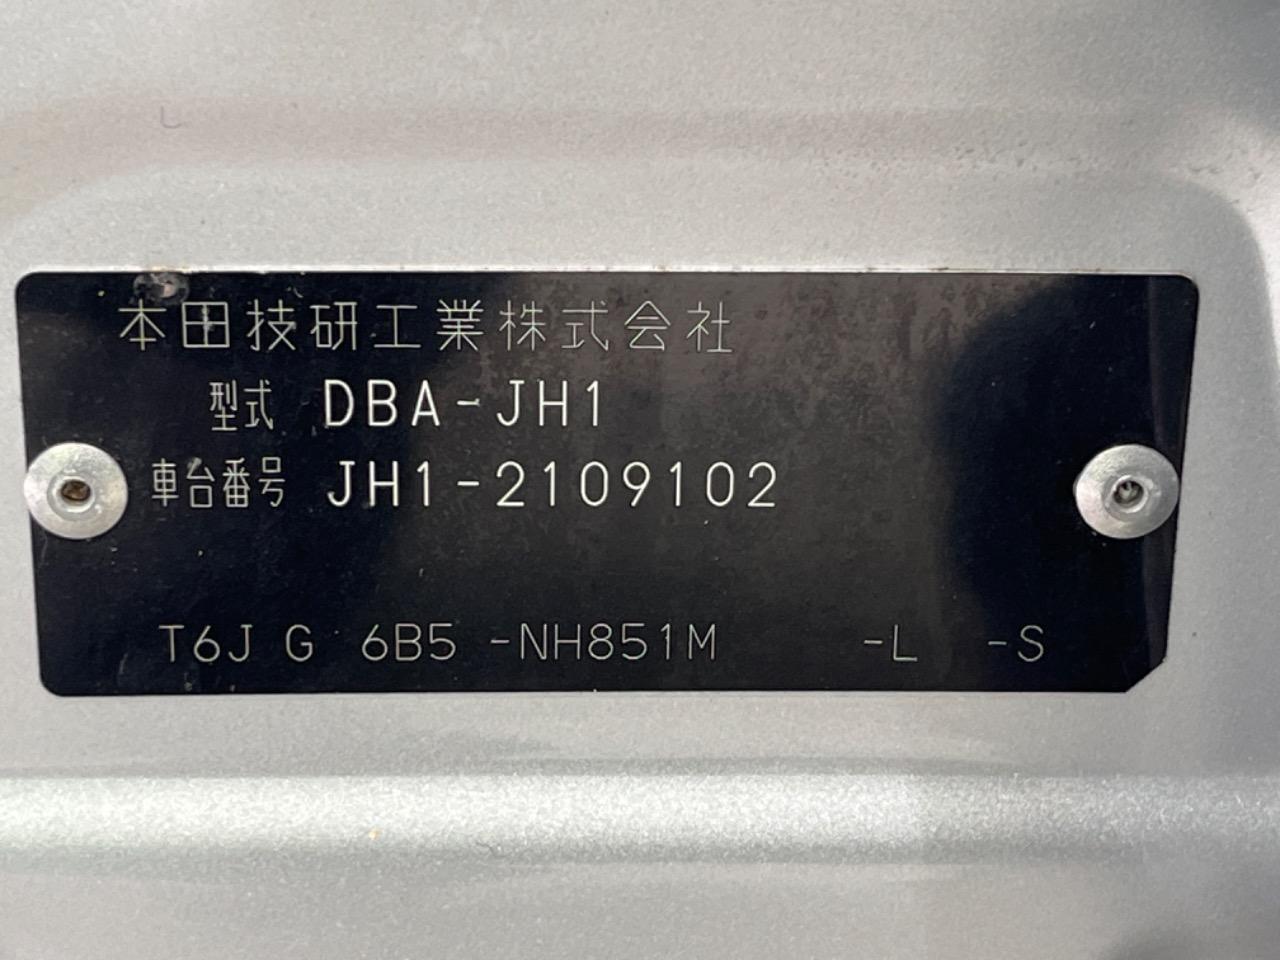 本田技研工業株式会社
型式 DBA-JH1
車台番号 JH1-2109102
T6J G 6B5 -NH851M -L -S